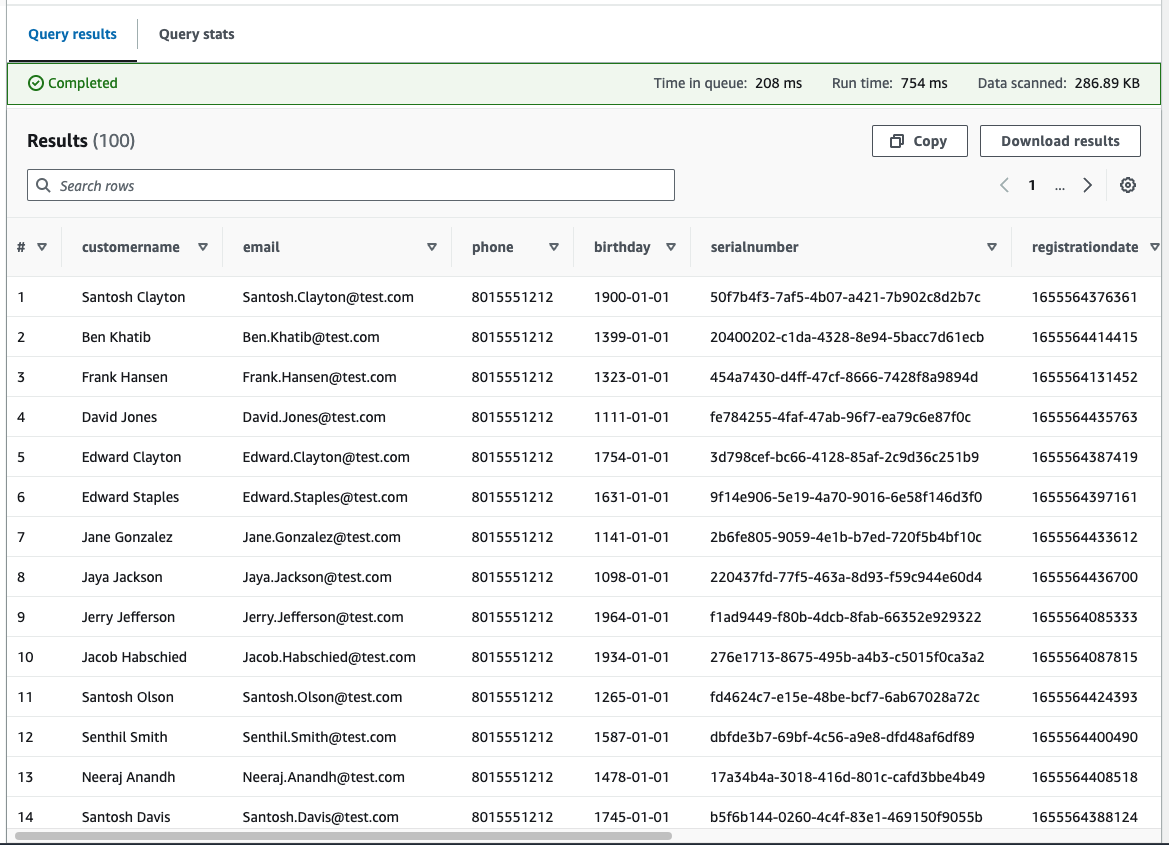 Query results Query stats
Completed Time in queue: 208 ms Run time: 754 ms Data scanned: 286.89 KB
Results (100) Copy Download results
Search rows 1 ...
# customername email phone birthday serialnumber registrationdate
1 Santosh Clayton Santosh.Clayton@test.com 8015551212 1900-01-01 50f7b4f3-7af5-4b07-a421-7b902c8d2b7c 1655564376361
2 Ben Khatib Ben.Khatib@test.com 8015551212 1399-01-01 20400202-c1da-4328-8e94-5bacc7d61ecb 1655564414415
3 Frank Hansen Frank.Hansen@test.com 8015551212 1323-01-01 454a7430-d4ff-47cf-8666-7428f8a9894d 1655564131452
4 David Jones David.Jones@test.com 8015551212 1111-01-01 fe784255-4faf-47ab-96f7-ea79c6e87f0c 1655564435763
5 Edward Clayton Edward.Clayton@test.com 8015551212 1754-01-01 3d798cef-bc66-4128-85af-2c9d36c251b9 1655564387419
6 Edward Staples Edward.Staples@test.com 8015551212 1631-01-01 9f14e906-5e19-4a70-9016-6e58f146d3f0 1655564397161
7 Jane Gonzalez Jane.Gonzalez@test.com 8015551212 1141-01-01 2b6fe805-9059-4e1b-b7ed-720f5b4bf10c 1655564433612
8 Jaya Jackson Jaya.Jackson@test.com 8015551212 1098-01-01 220437fd-77f5-463a-8d93-f59c944e60d4 1655564436700
9 Jerry Jefferson Jerry.Jefferson@test.com 8015551212 1964-01-01 f1ad9449-f80b-4dcb-8fab-66352e929322 1655564085333
10 Jacob Habschied Jacob.Habschied@test.com 8015551212 1934-01-01 276e1713-8675-495b-a4b3-c5015f0ca3a2 1655564087815
11 Santosh Olson Santosh.Olson@test.com 8015551212 1265-01-01 fd4624c7-e15e-48be-bcf7-6ab67028a72c 1655564424393
12 Senthil Smith Senthil.Smith@test.com 8015551212 1587-01-01 dbfde3b7-69bf-4c56-a9e8-dfd48af6df89 1655564400490
13 Neeraj Anandh Neeraj.Anandh@test.com 8015551212 1478-01-01 17a34b4a-3018-416d-801c-cafd3bbe4b49 1655564408518
14 Santosh Davis Santosh.Davis@test.com 8015551212 1745-01-01 b5f6b144-0260-4c4f-83e1-469150f9055b 1655564388124